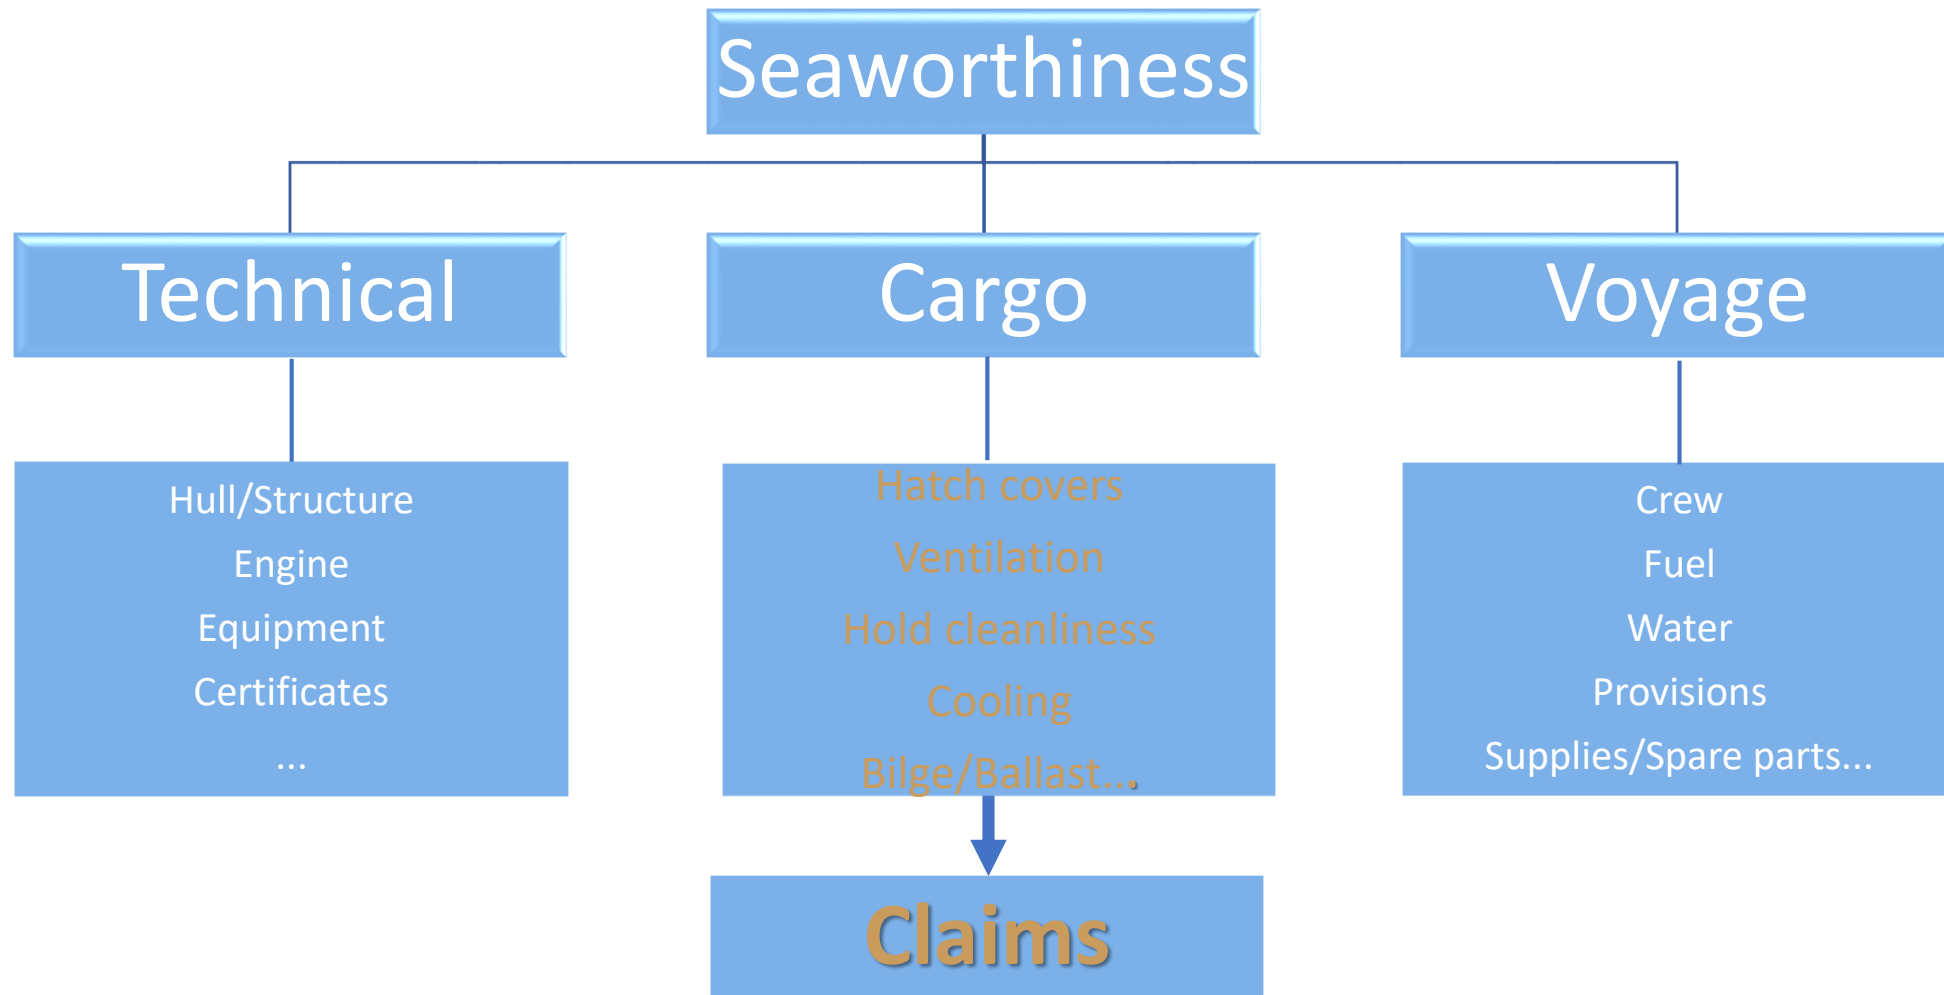 Seaworthiness
Technical
Cargo
Voyage
Hull/Structure
Engine
Equipment
Certificates
...
Hatch covers
Ventilation
Hold cleanliness
Cooling
Bilge/Ballast...
Crew
Fuel
Water
Provisions
Supplies/Spare parts...
Claims